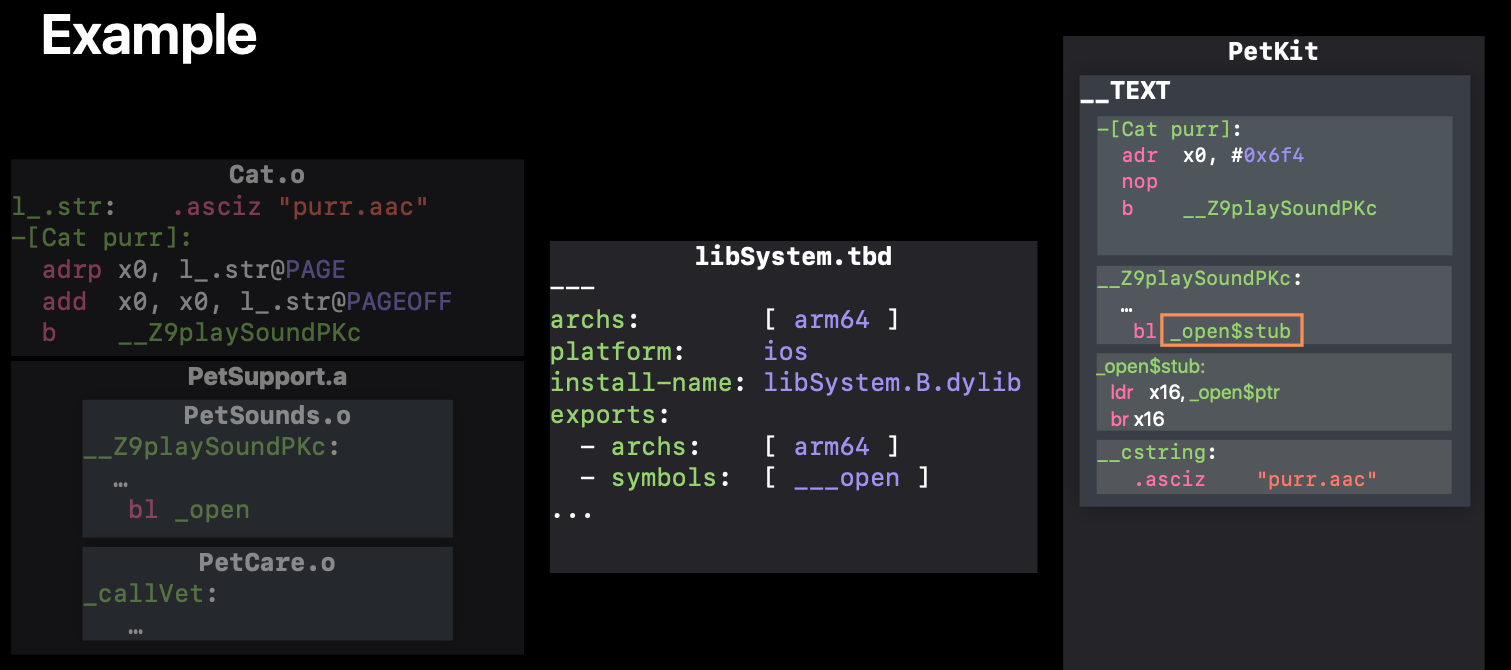 Example
Cat.o
l_.str:    .asciz "purr.aac"
-[Cat purr]:
adrp x0, l_.str@PAGE
add  x0, x0, l_.str@PAGEOFF
b    __Z9playSoundPKc
PetSupport.a
PetSounds.o
__Z9playSoundPKc:
…
bl _open
PetCare.o
_callVet:
…
libSystem.tbd
---
archs:        [ arm64 ]
platform:     ios
install-name: libSystem.B.dylib
exports:
- archs:    [ arm64 ]
- symbols:  [ ___open ]
...
PetKit
__TEXT
-[Cat purr]:
adr  x0, #0x6f4
nop
b    __Z9playSoundPKc
__Z9playSoundPKc:
…
bl _open$stub
_open$stub:
ldr x16, _open$ptr
br x16
__cstring:
.asciz    "purr.aac"